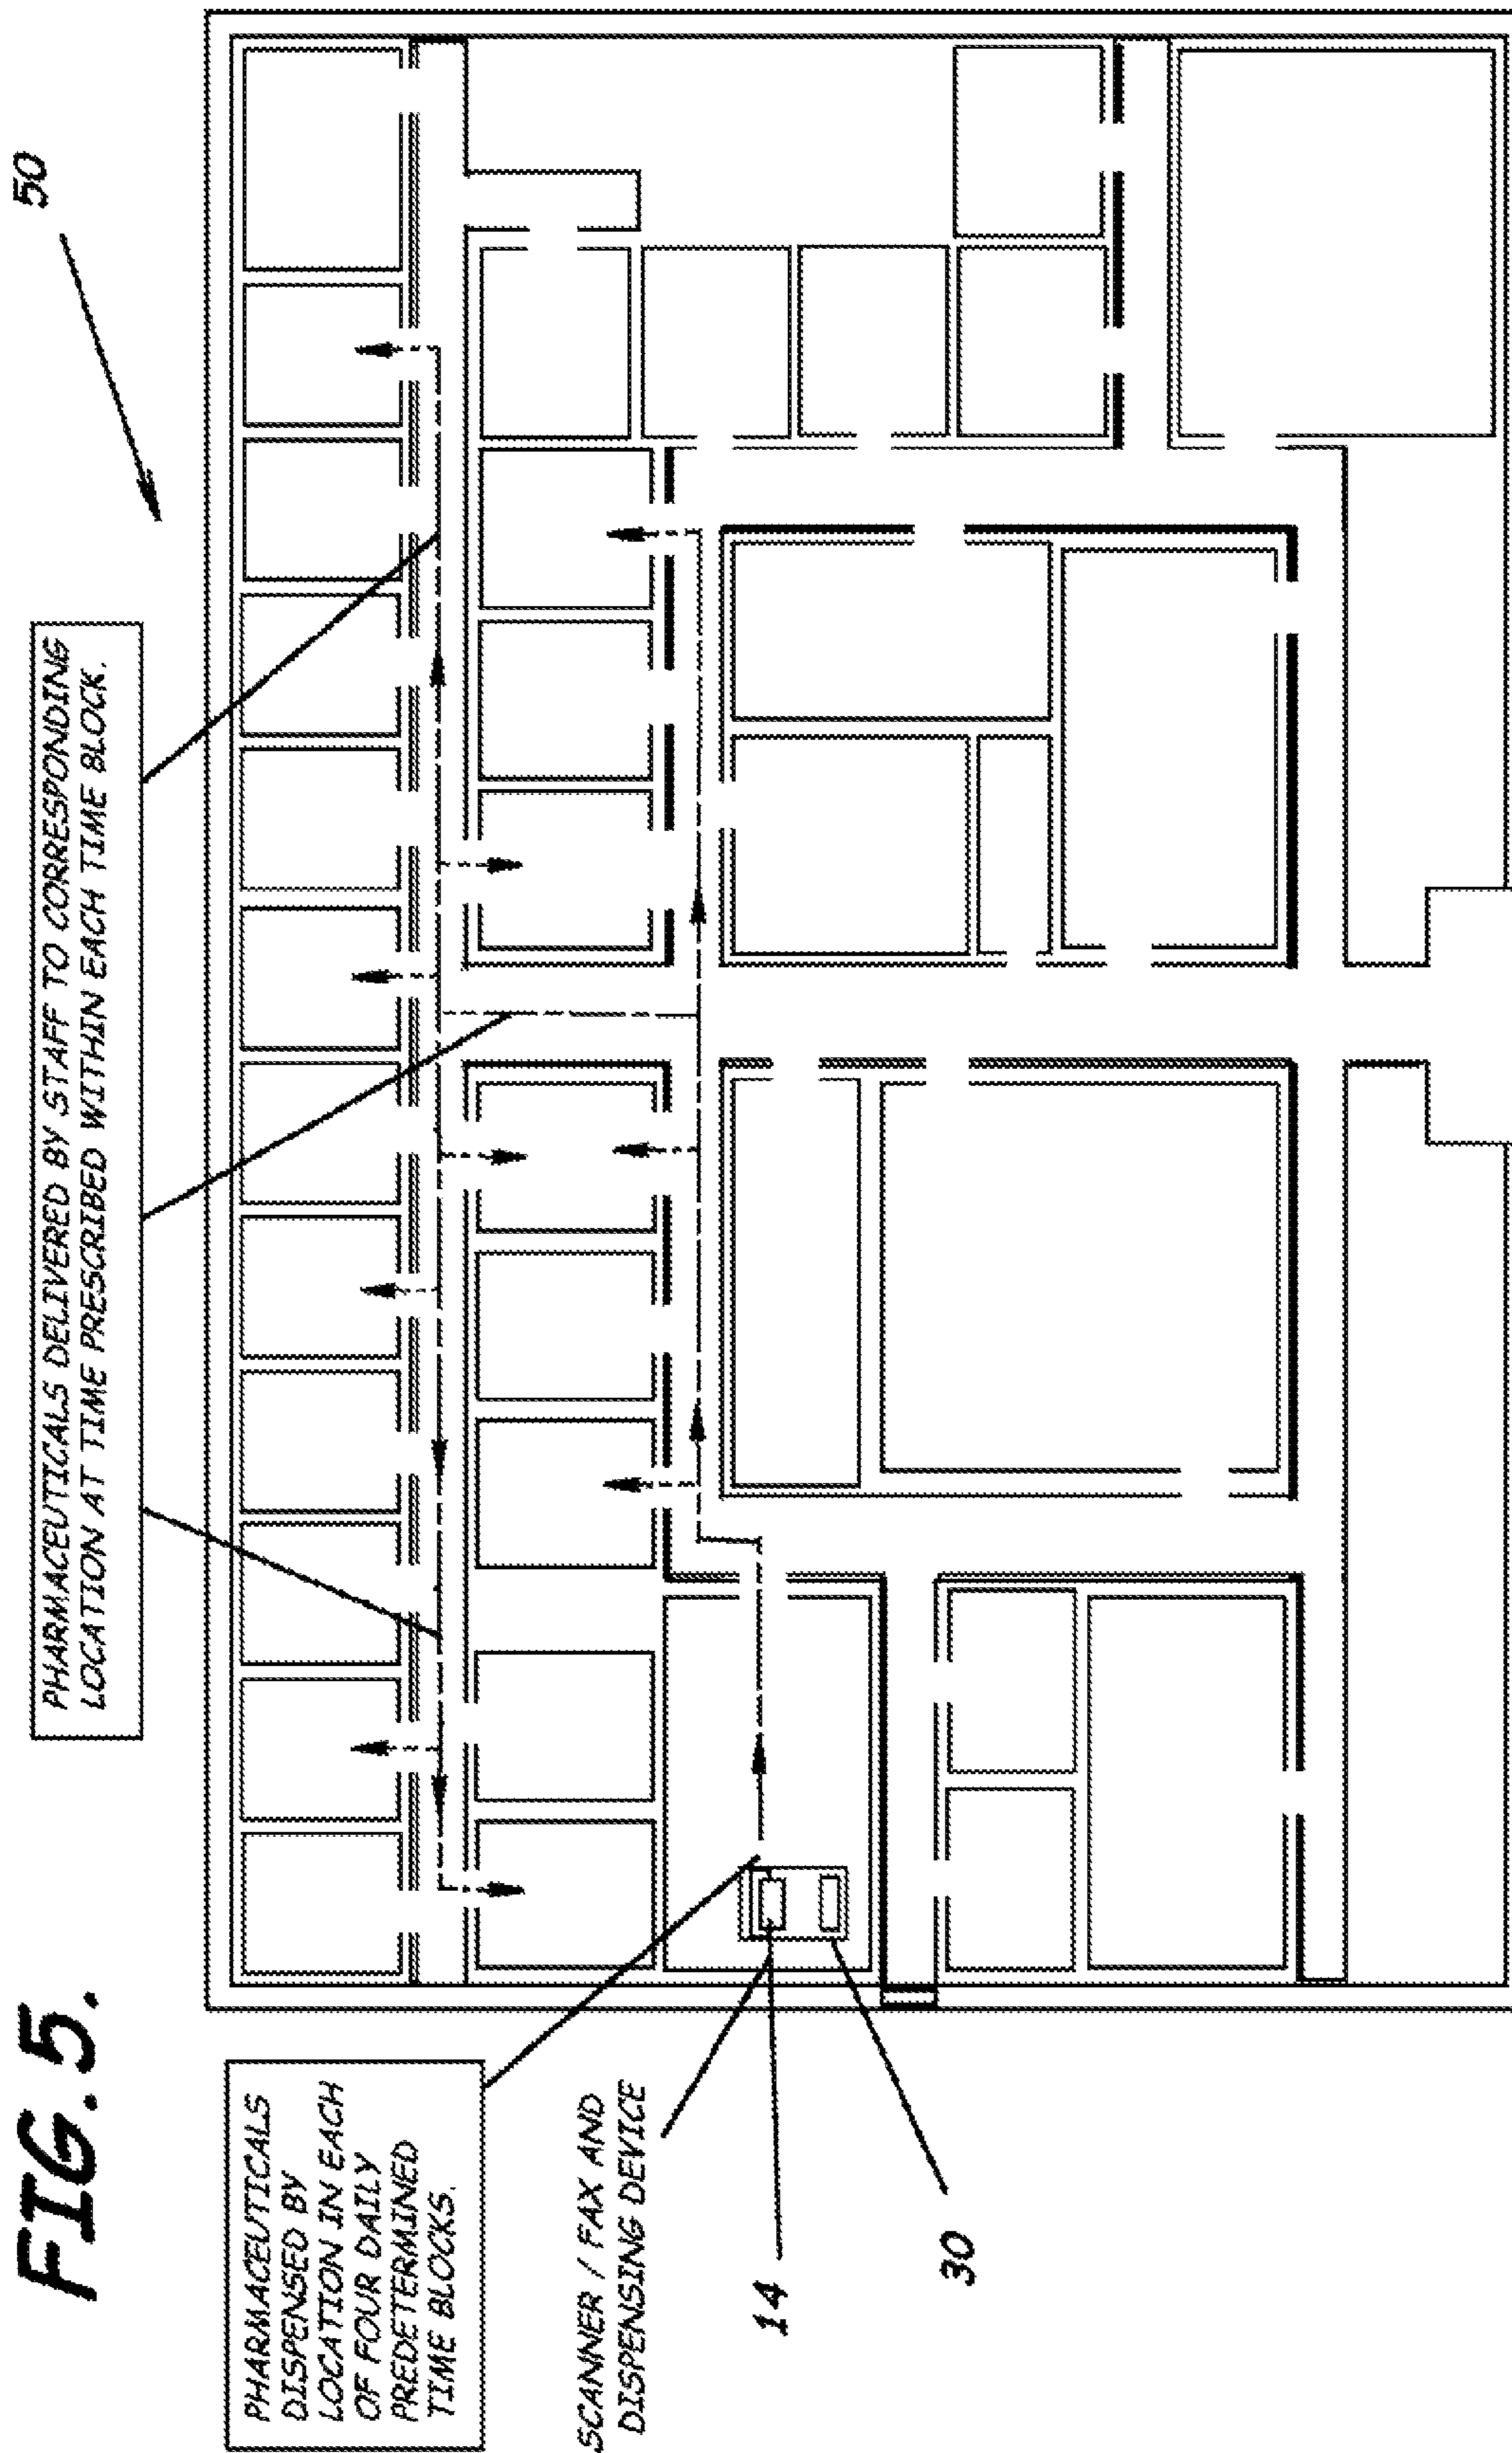 FIG. 5.
50
PHARMACEUTICALS DELIVERED BY STAFF TO CORRESPONDING
LOCATION AT TIME PRESCRIBED WITHIN EACH TIME BLOCK.
PHARMACEUTICALS
DISPENSED BY
LOCATION IN EACH
OF FOUR DAILY
PREDETERMINED
TIME BLOCKS.
SCANNER / FAX AND
DISPENSING DEVICE
14
30